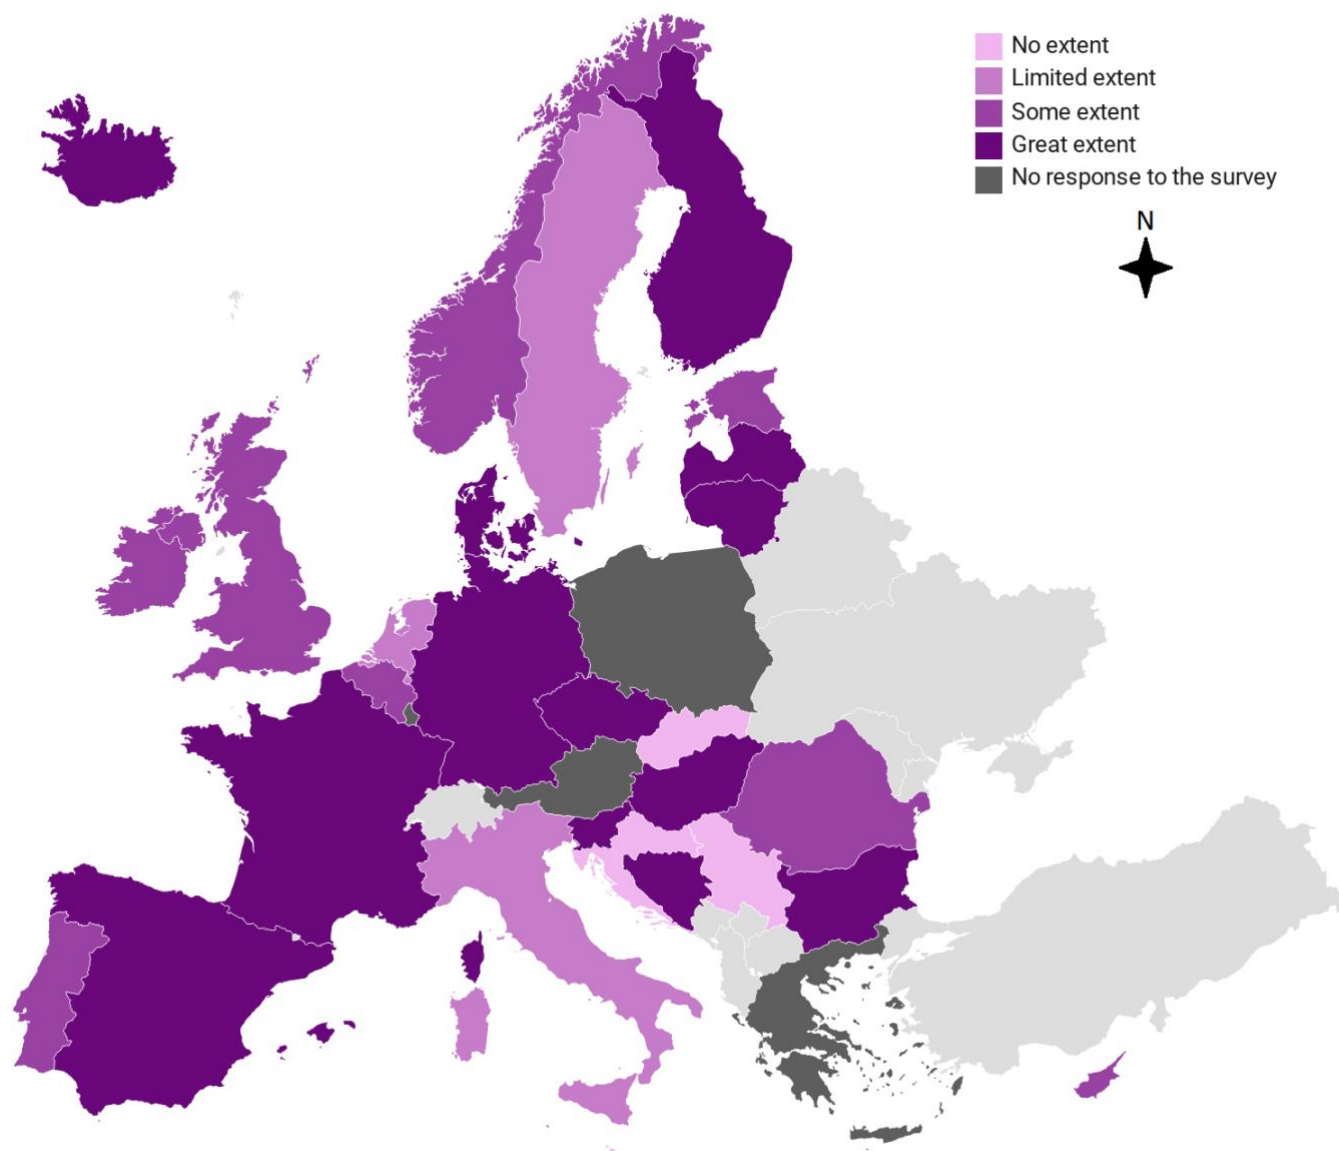 No extent
Limited extent
Some extent
Great extent
No response to the survey
N